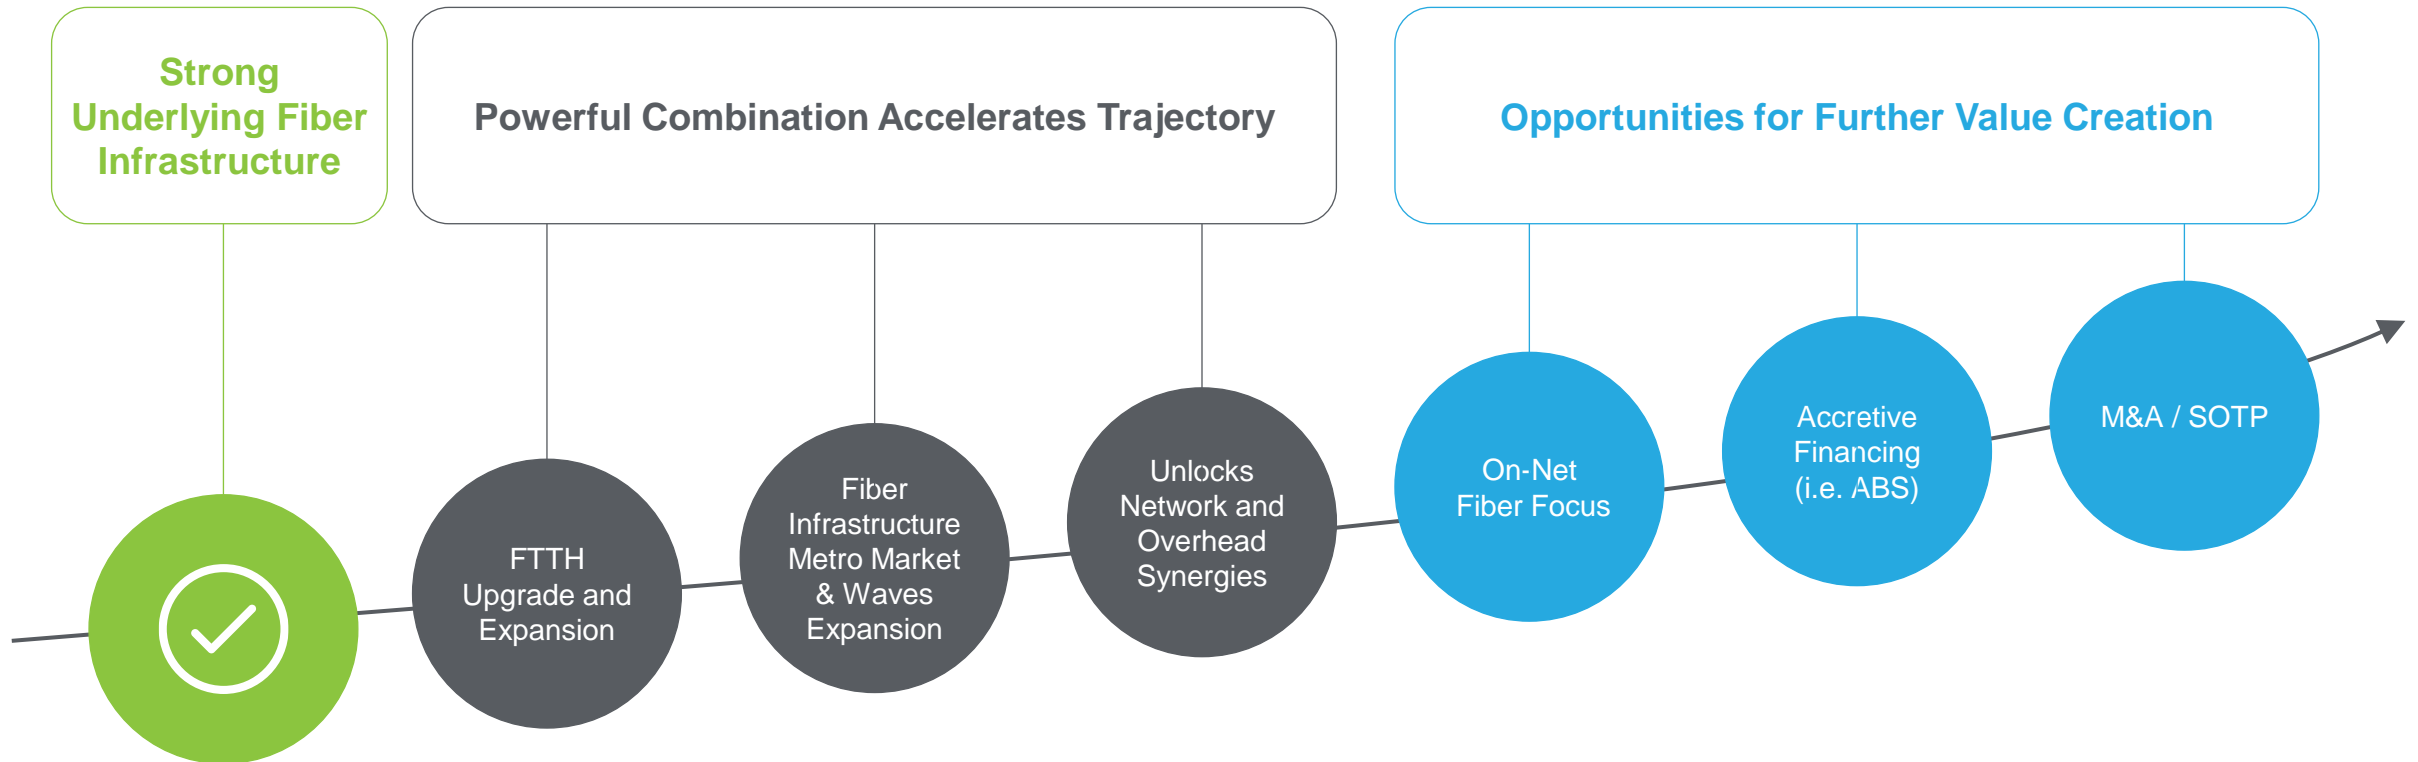 Strong
Underlying Fiber
Infrastructure
Powerful Combination Accelerates Trajectory
Opportunities for Further Value Creation
FTTH
Upgrade and
Expansion
Fiber
Infrastructure
Metro Market
& Waves
Expansion
Unlocks
Network and
Overhead
Synergies
On-Net
Fiber Focus
Accretive
Financing
(i.e. ABS)
M&A / SOTP